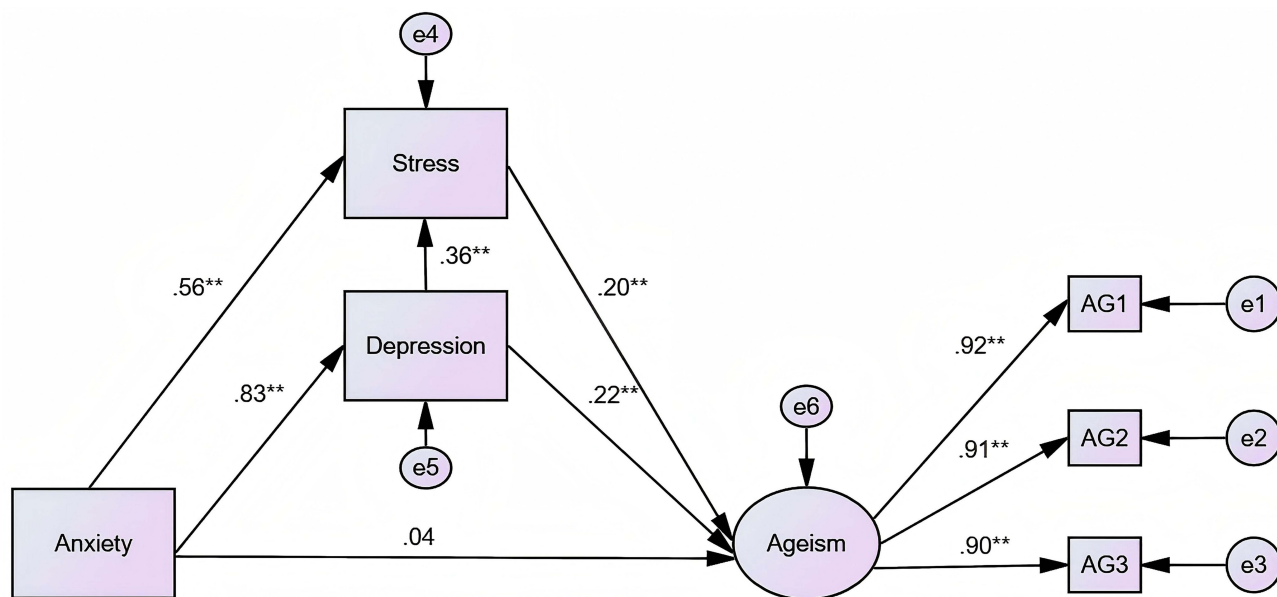 e4
Stress
.36**
.56**
.20**
Depression
.83**
.22**
e5
Anxiety
.04
e6
Ageism
.92**
.91**
.90**
AG1
e1
AG2
e2
AG3
e3